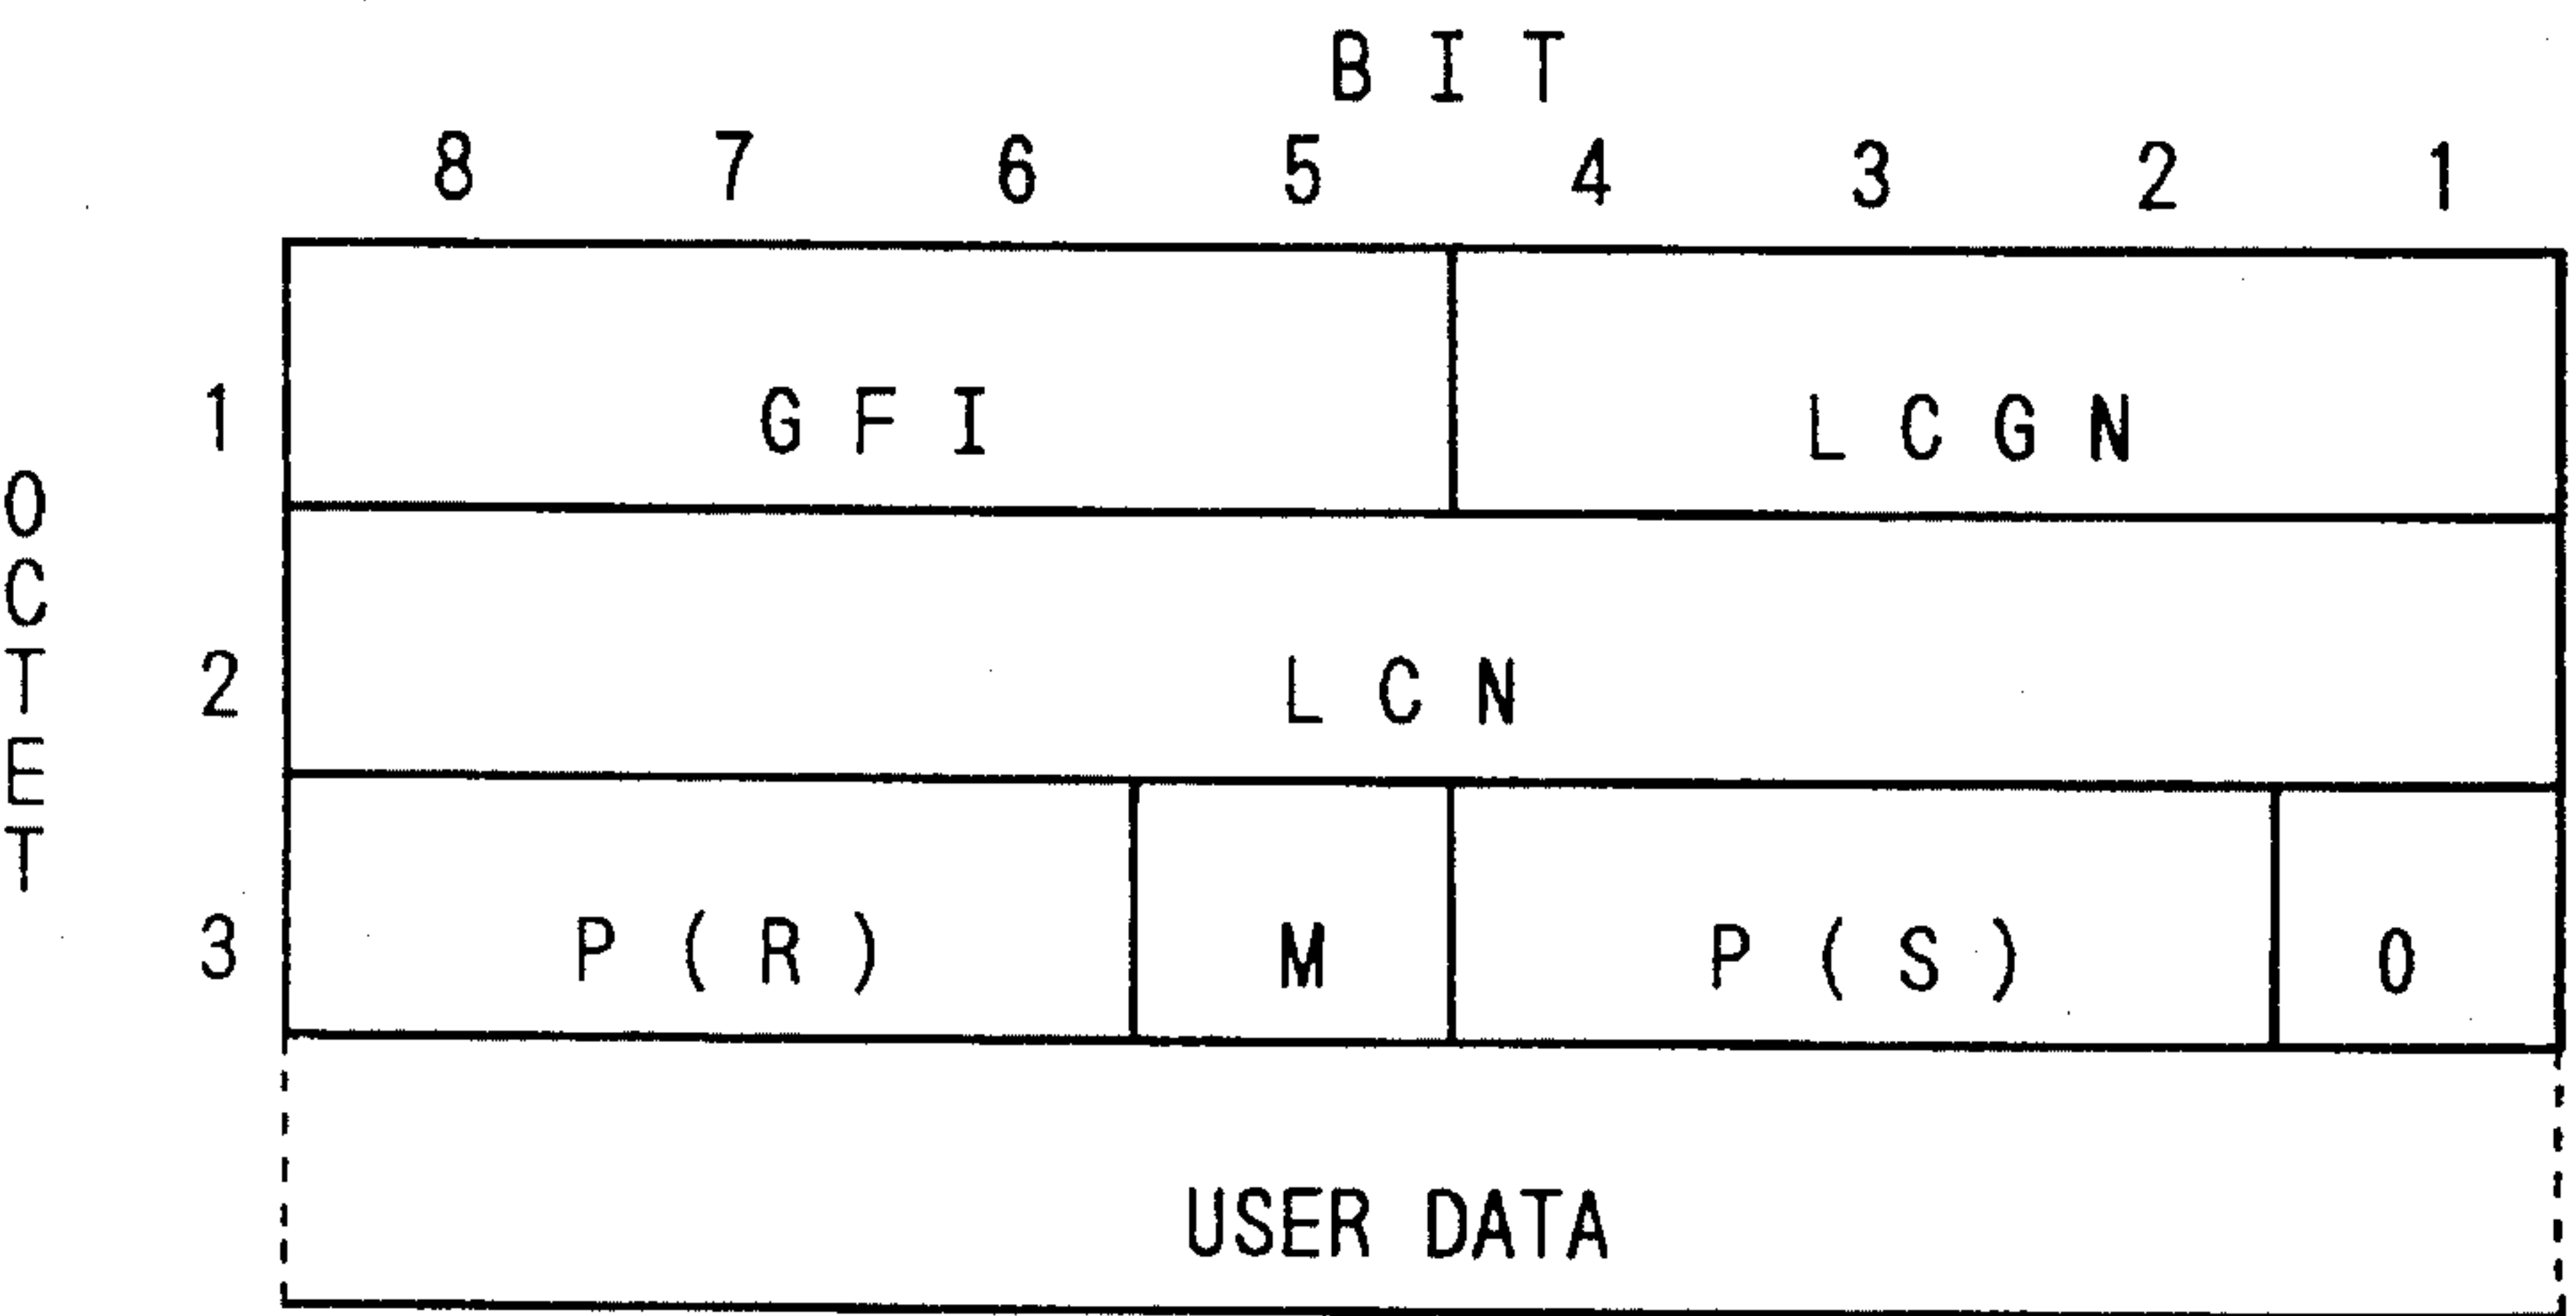 BIT
8 7 6 5 4 3 2 1
OCTET
1 GFI LCGN
2 LCN
3 P(R) M P(S) 0
USER DATA